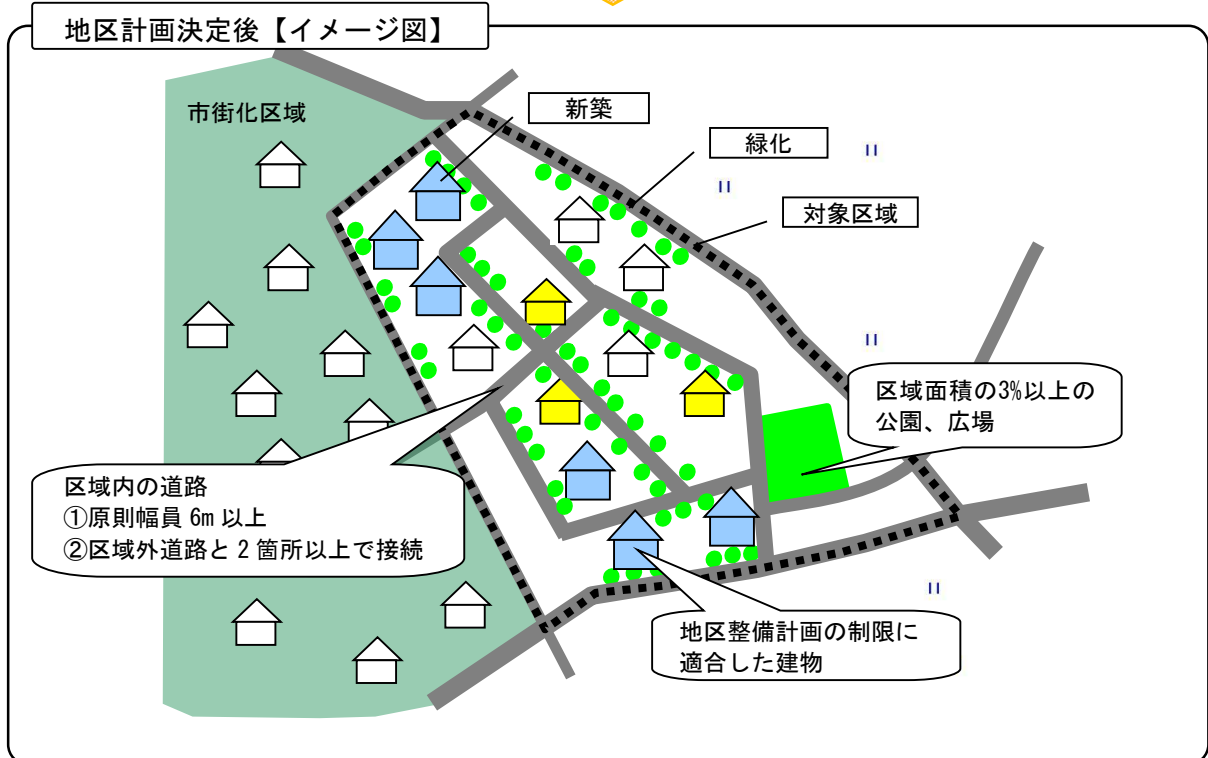 地区計画決定後【イメージ図】
市街化区域
新築
緑化
対象区域
区域面積の3%以上の
公園、広場
区域内の道路
①原則幅員 6m 以上
②区域外道路と 2 箇所以上で接続
地区整備計画の制限に
適合した建物